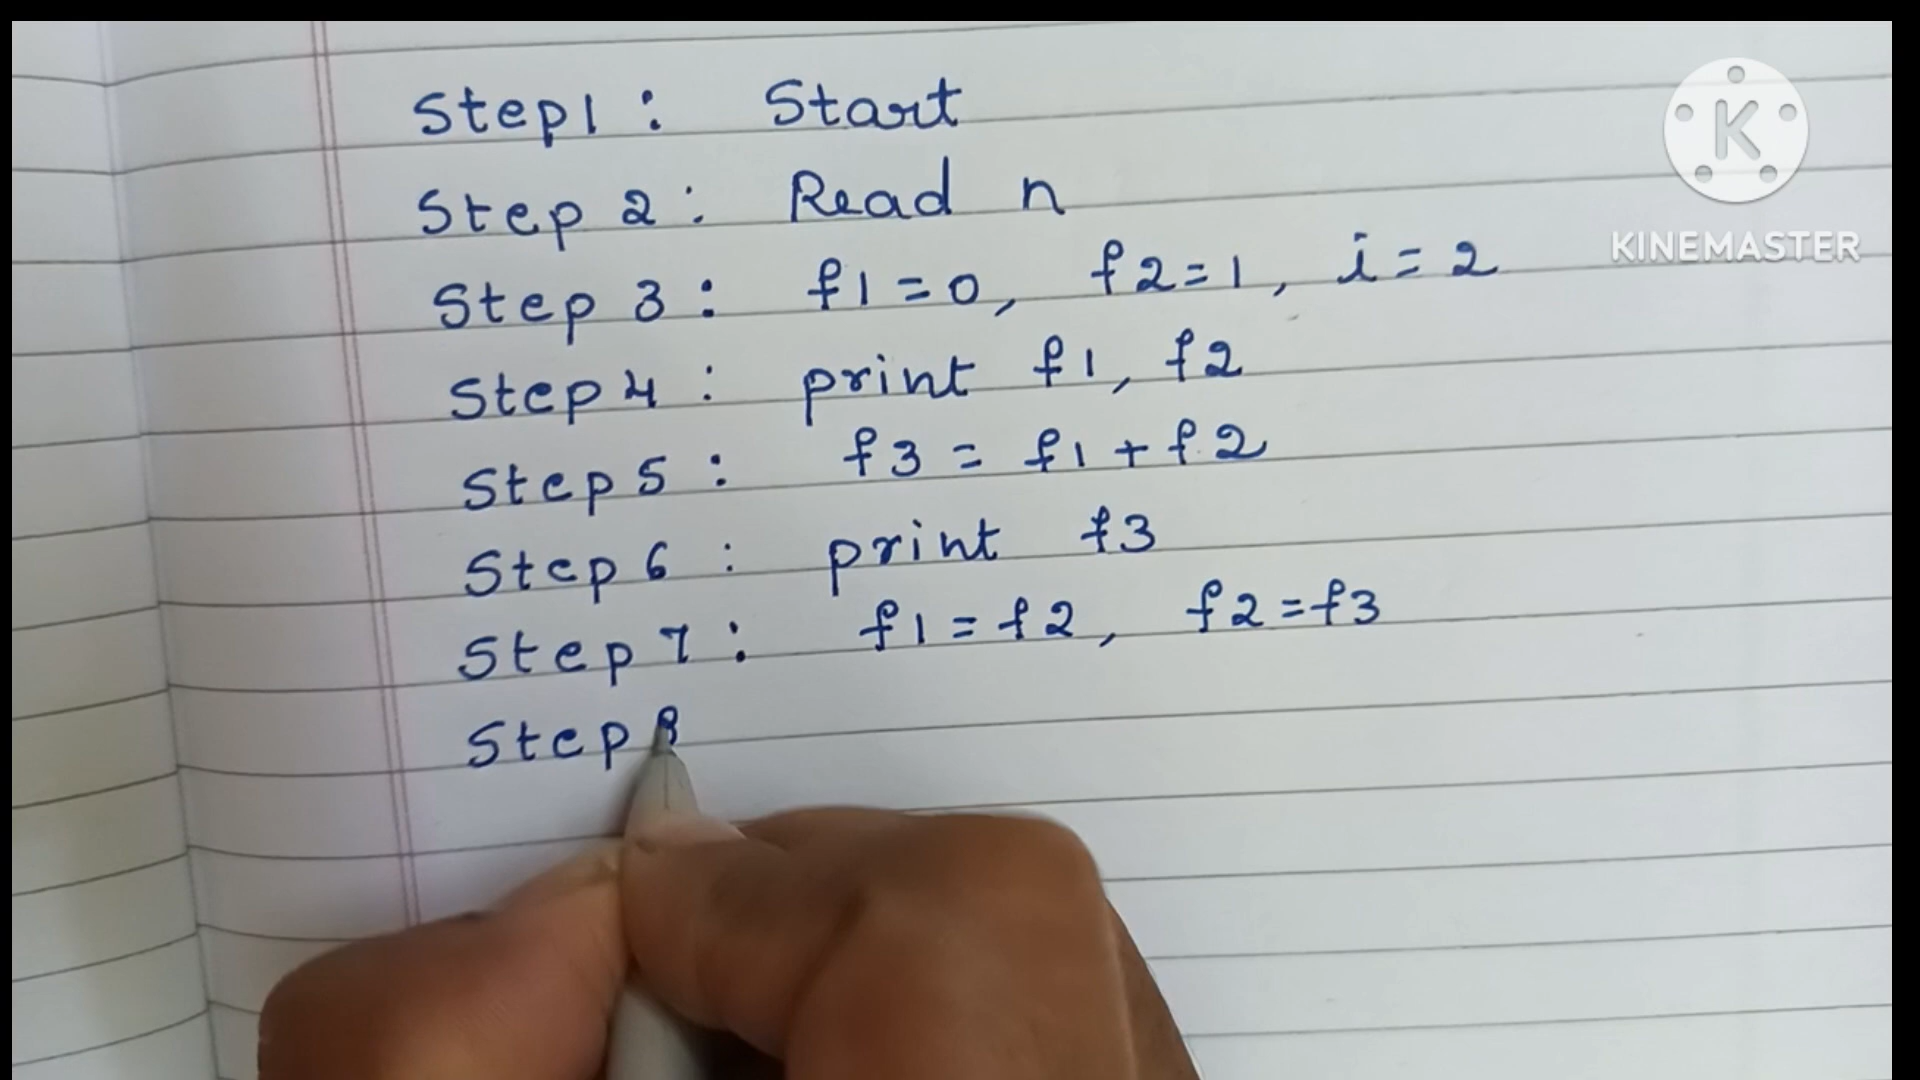 Step1 : Start
Step 2 : Read n
Step 3 : f1 = 0, f2 = 1, i = 2
Step 4 : print f1, f2
Step 5 : f3 = f1 + f2
Step 6 : print f3
Step 7 : f1 = f2, f2 = f3
Step 8
K
KINEMASTER